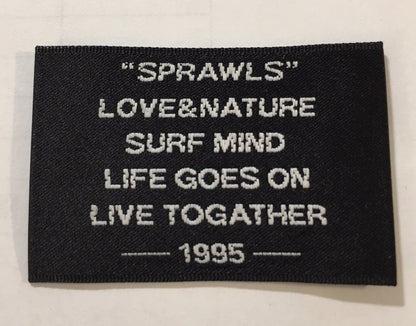 “SPRAWLS”
LOVE&NATURE
SURF MIND
LIFE GOES ON
LIVE TOGATHER
— 1995 —